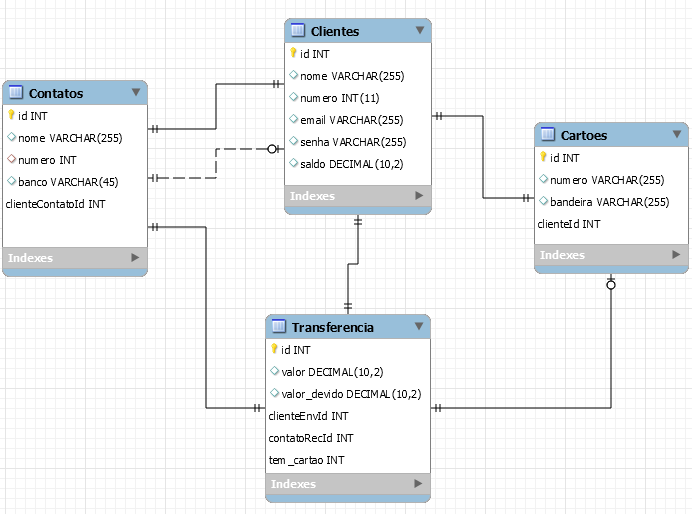 Clientes
id INT
nome VARCHAR(255)
numero INT(11)
email VARCHAR(255)
senha VARCHAR(255)
saldo DECIMAL(10,2)
Indexes
Contatos
id INT
nome VARCHAR(255)
numero INT
banco VARCHAR(45)
clienteContatoId INT
Indexes
Cartoes
id INT
numero VARCHAR(255)
bandeira VARCHAR(255)
clienteId INT
Indexes
Transferencia
id INT
valor DECIMAL(10,2)
valor_devido DECIMAL(10,2)
clienteEnvId INT
contatoRecId INT
tem_cartao INT
Indexes